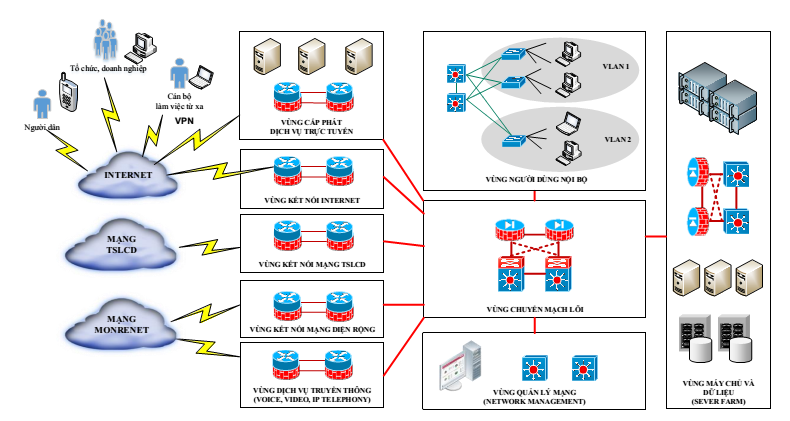 Tổ chức, doanh nghiệp
Cán bộ
làm việc từ xa
VPN
Người dân
INTERNET
MẠNG
TSLCD
MẠNG
MONRENET
VÙNG CẤP PHÁT
DỊCH VỤ TRỰC TUYẾN
VÙNG KẾT NỐI INTERNET
VÙNG KẾT NỐI MẠNG TSLCD
VÙNG KẾT NỐI MẠNG DIỆN RỘNG
VÙNG DỊCH VỤ TRUYỀN THÔNG
(VOICE, VIDEO, IP TELEPHONY)
VLAN 1
VLAN 2
VÙNG NGƯỜI DÙNG NỘI BỘ
VÙNG CHUYỂN MẠCH LÕI
VÙNG QUẢN LÝ MẠNG
(NETWORK MANAGEMENT)
VÙNG MÁY CHỦ VÀ
DỮ LIỆU
(SEVER FARM)